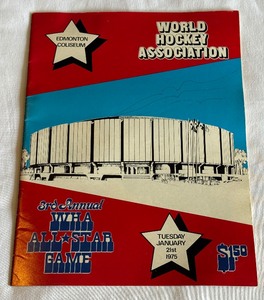 EDMONTON
COLISEUM
WORLD
HOCKEY
ASSOCIATION
3rd Annual
WHA
ALL★STAR
GAME
TUESDAY
JANUARY
21st
1975
$1.50